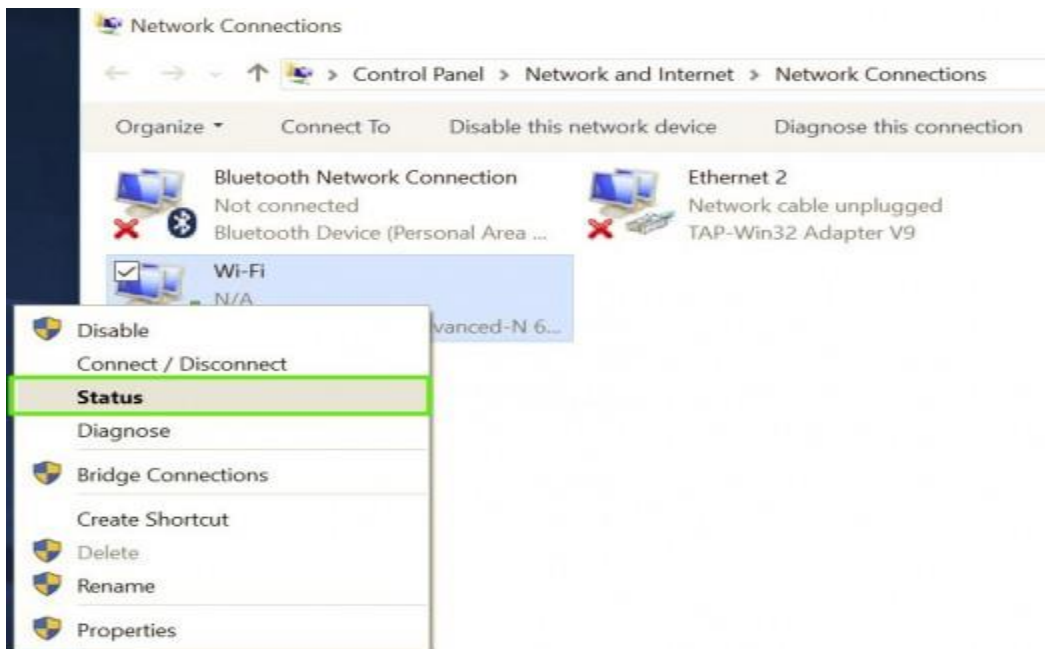 Network Connections
Control Panel > Network and Internet > Network Connections
Organize Connect To Disable this network device Diagnose this connection
Bluetooth Network Connection
Not connected
Bluetooth Device (Personal Area ...
Ethernet 2
Network cable unplugged
TAP-Win32 Adapter V9
Wi-Fi
N/A
vanced-N 6...
Disable
Connect / Disconnect
Status
Diagnose
Bridge Connections
Create Shortcut
Delete
Rename
Properties